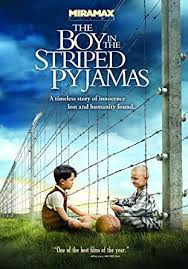 MIRAMAX
THE
BOY IN THE
STRIPED
PYJAMAS
A timeless story of innocence
lost and humanity found.
"One of the best films of the year."